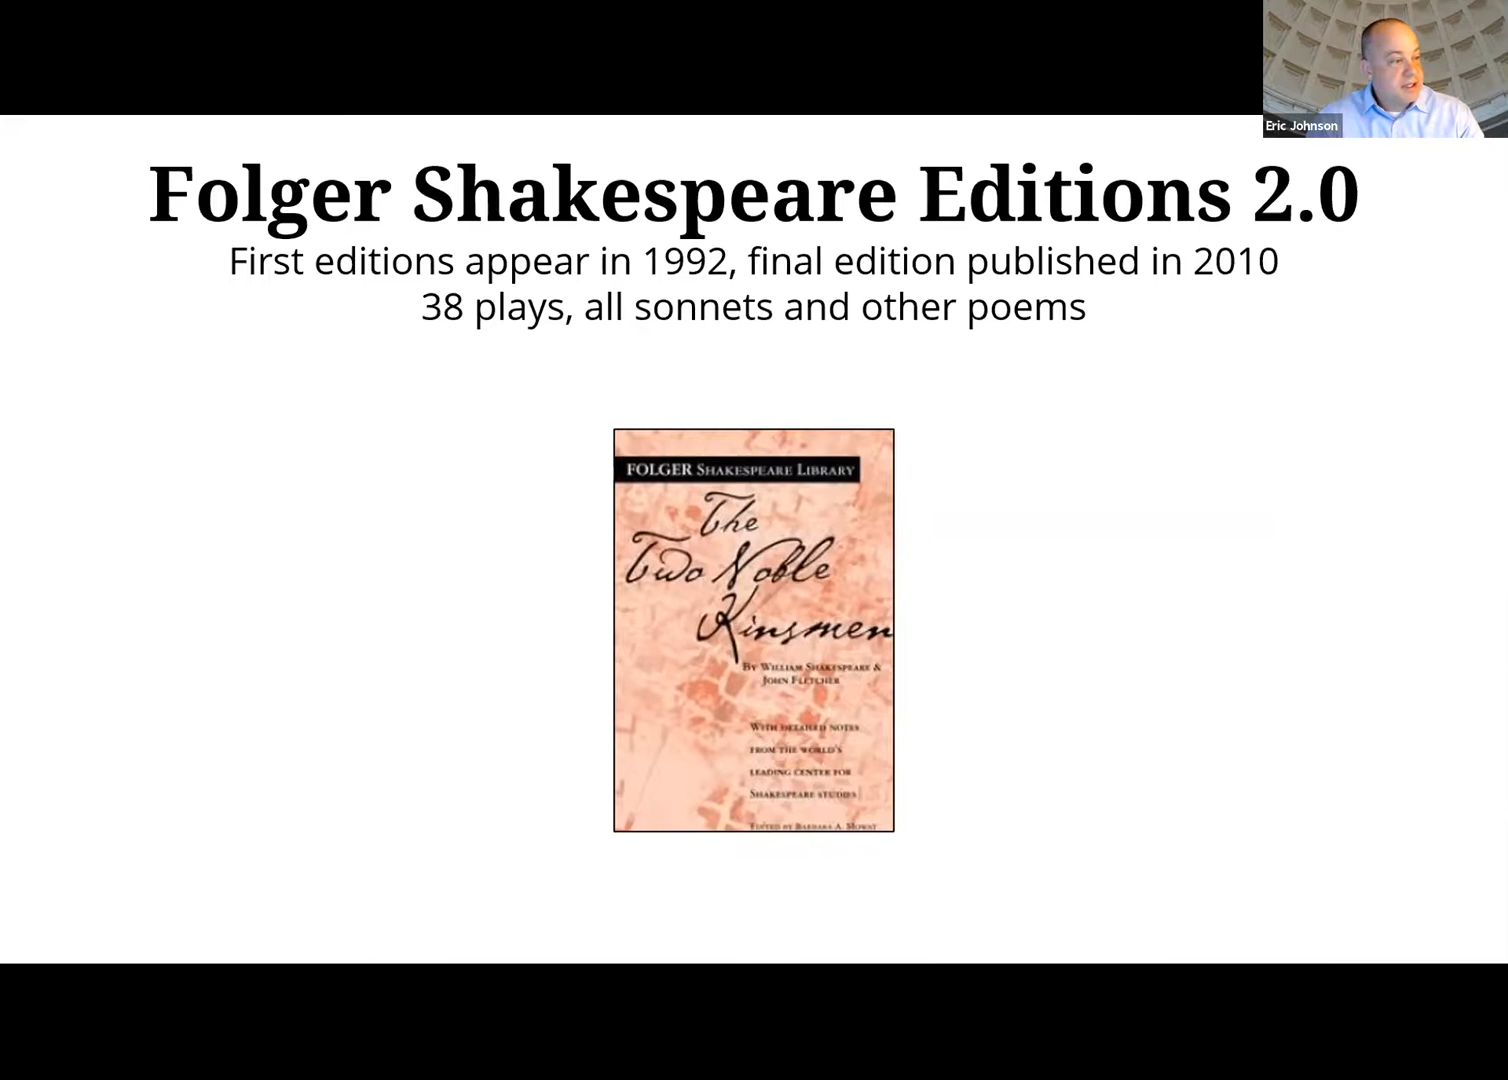 Eric Johnson
Folger Shakespeare Editions 2.0
First editions appear in 1992, final edition published in 2010
38 plays, all sonnets and other poems
FOLGER SHAKESPEARE LIBRARY
The
Two Noble
Kinsmen
BY WILLIAM SHAKESPEARE &
JOHN FLETCHER
WITH DETAILED NOTES
FROM THE WORLD'S
LEADING CENTER FOR
SHAKESPEARE STUDIES
EDITED BY BARBARA A. MOWAT